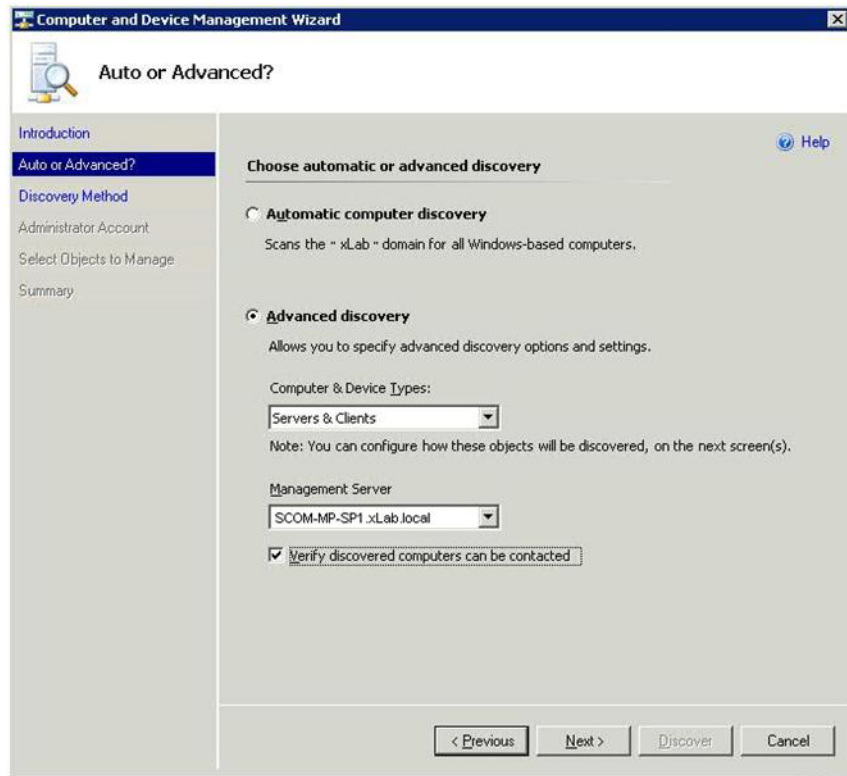 Computer and Device Management Wizard
Auto or Advanced?
Introduction
Auto or Advanced?
Discovery Method
Administrator Account
Select Objects to Manage
Summary
Help
Choose automatic or advanced discovery
Automatic computer discovery
Scans the " xLab " domain for all Windows-based computers.
Advanced discovery
Allows you to specify advanced discovery options and settings.
Computer & Device Types:
Servers & Clients
Note: You can configure how these objects will be discovered, on the next screen(s).
Management Server
SCOM-MP-SP1.xLab.local
Verify discovered computers can be contacted
< Previous
Next >
Discover
Cancel